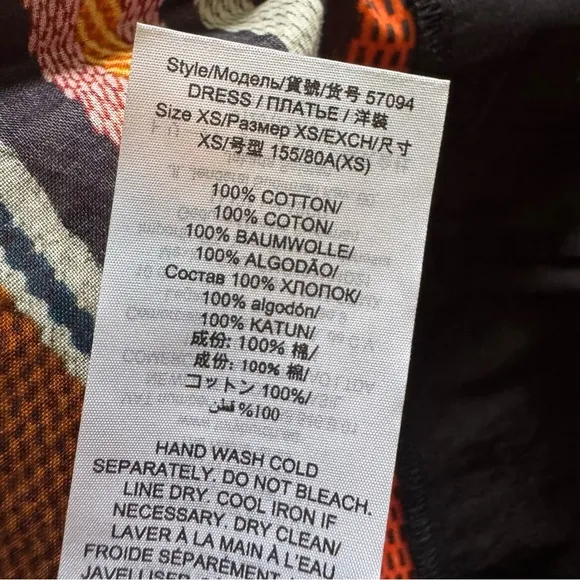 Style/Модель/貨號/货号 57094
DRESS / ПЛАТЬЕ / 洋裝
Size XS/Размер XS/EXCH/尺寸
XS/号型 155/80A(XS)
100% COTTON/
100% COTON/
100% BAUMWOLLE/
100% ALGODÃO/
Состав 100% ХЛОПОК/
100% algodón/
100% KATUN/
成份: 100% 棉/
成份: 100% 棉/
コットン 100%/
100% قطن
HAND WASH COLD
SEPARATELY. DO NOT BLEACH.
LINE DRY. COOL IRON IF
NECESSARY. DRY CLEAN/
LAVER À LA MAIN À L'EAU
FROIDE SÉPARÉMENT.
JAVELLISER